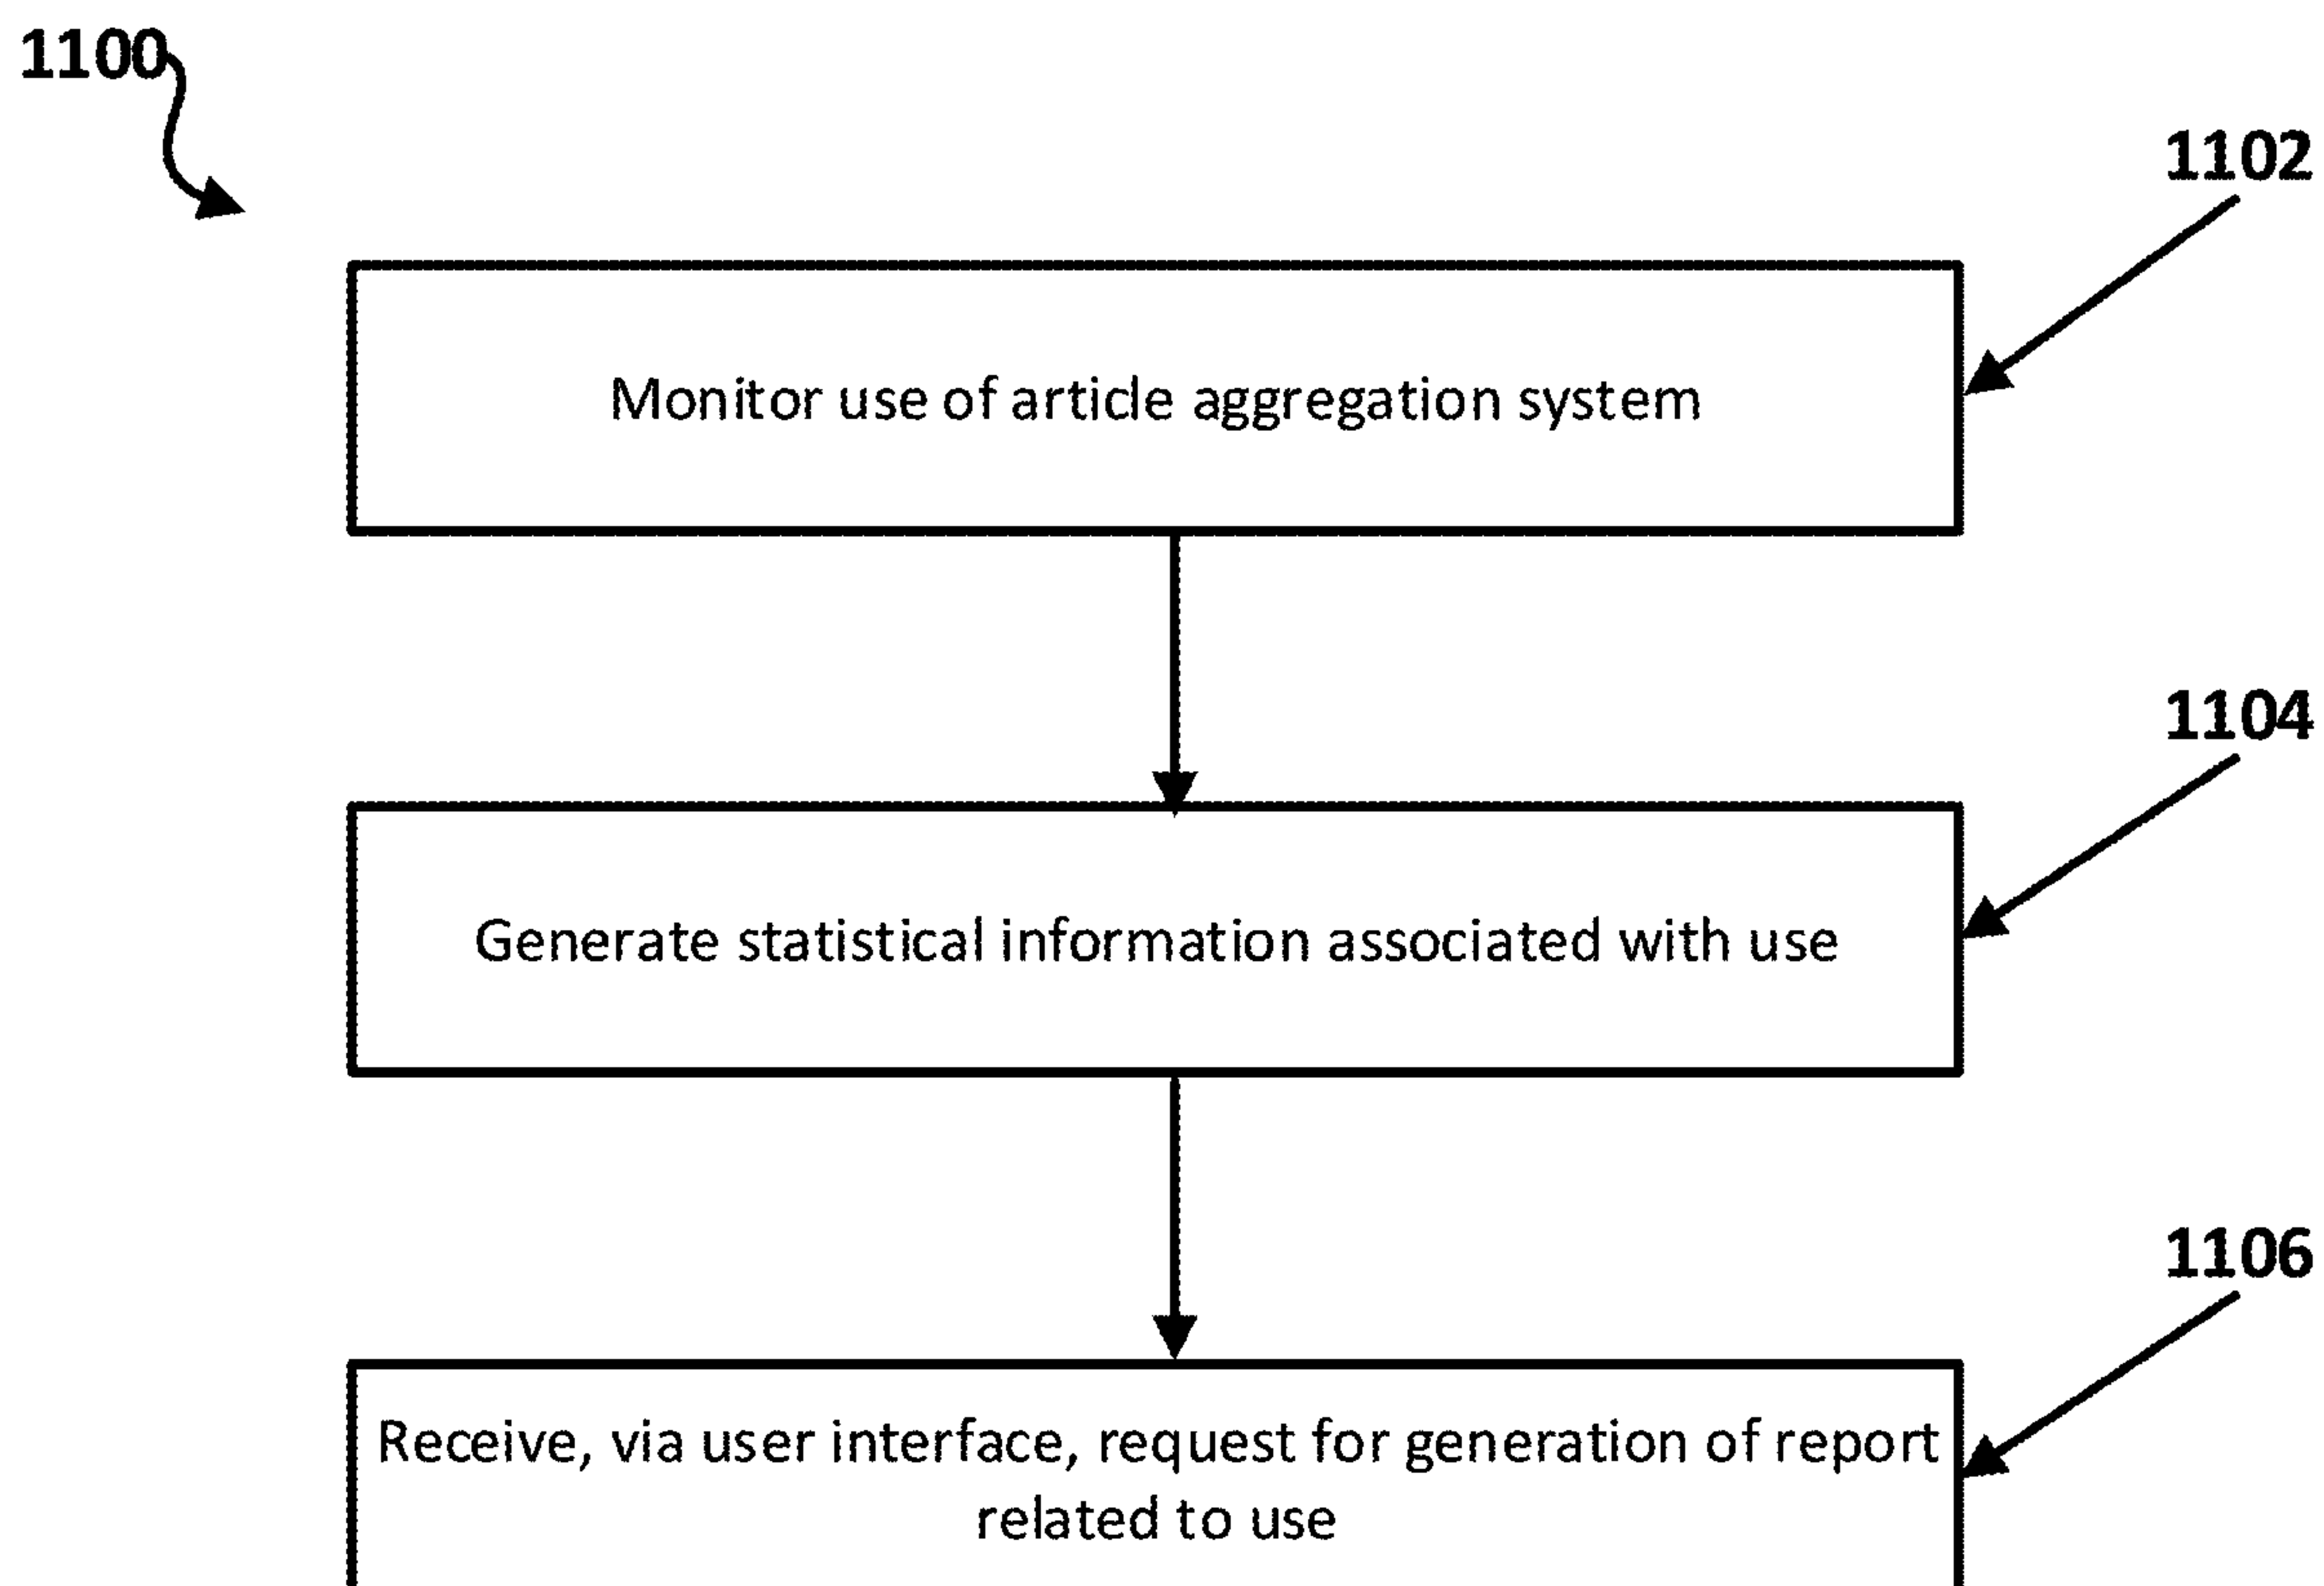 1100
1102
Monitor use of article aggregation system
1104
Generate statistical information associated with use
1106
Receive, via user interface, request for generation of report
related to use